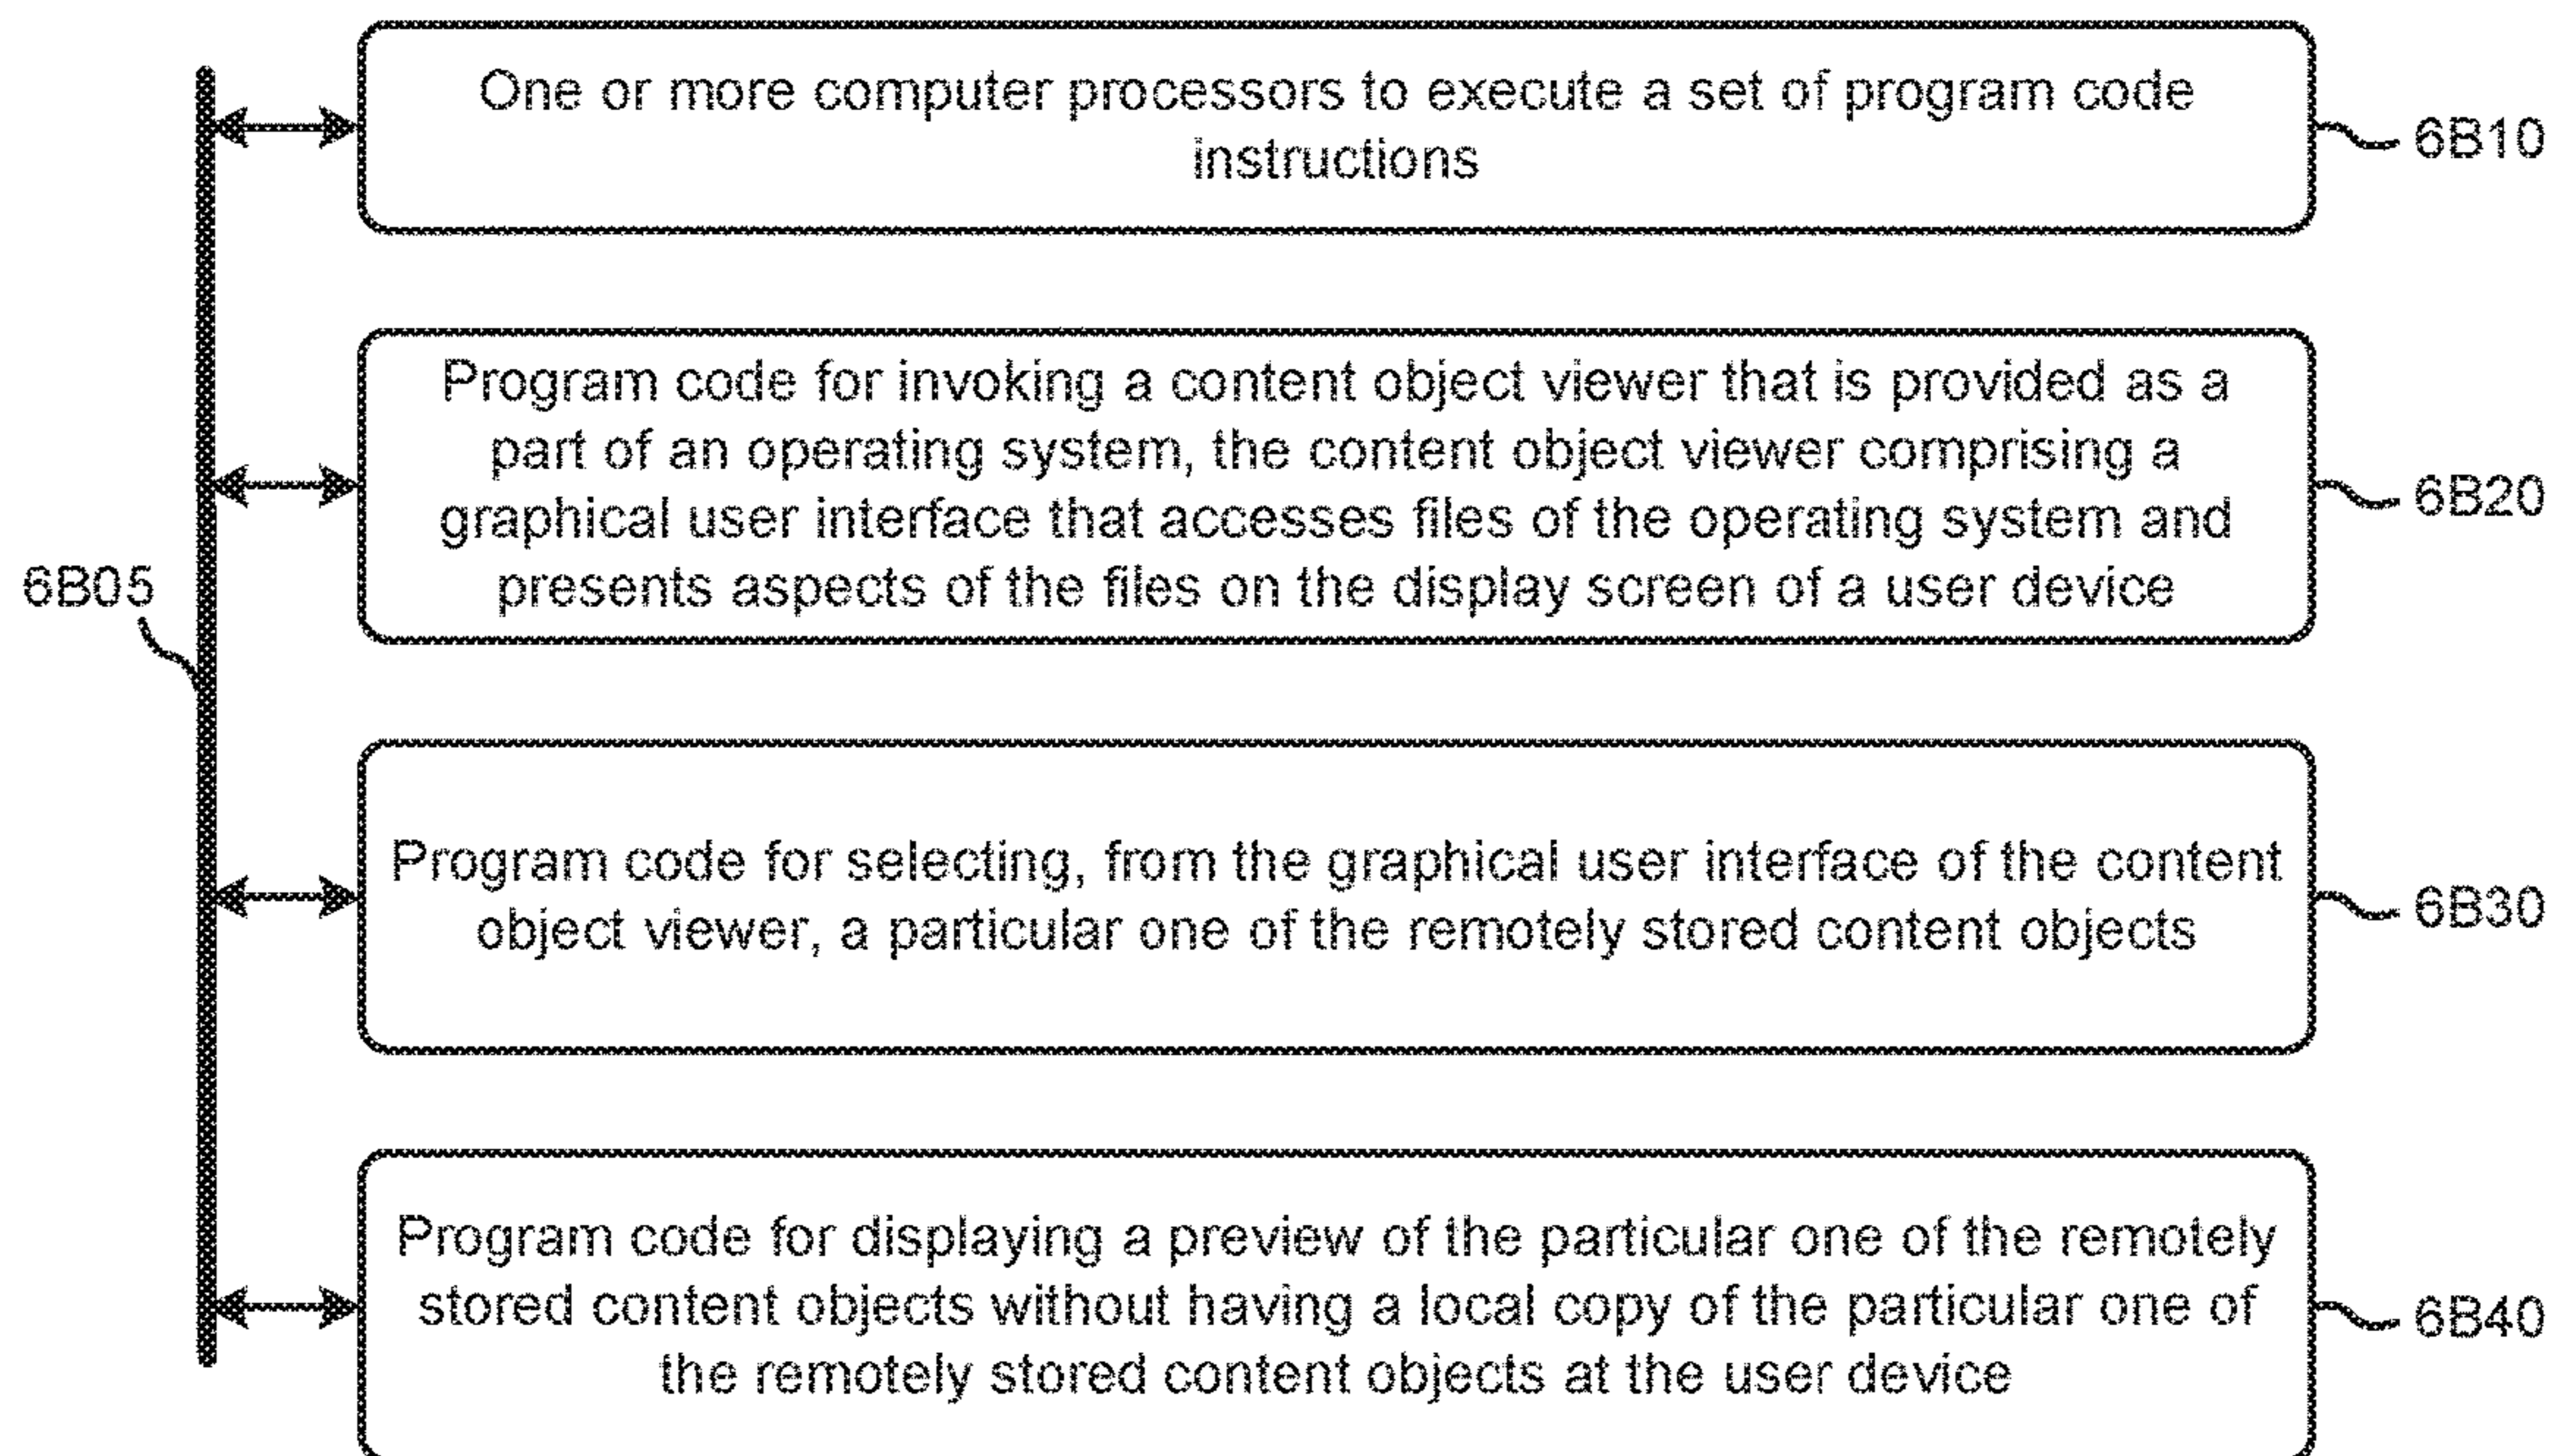 One or more computer processors to execute a set of program code
instructions
6B10
Program code for invoking a content object viewer that is provided as a
part of an operating system, the content object viewer comprising a
graphical user interface that accesses files of the operating system and
presents aspects of the files on the display screen of a user device
6B20
6B05
Program code for selecting, from the graphical user interface of the content
object viewer, a particular one of the remotely stored content objects
6B30
Program code for displaying a preview of the particular one of the remotely
stored content objects without having a local copy of the particular one of
the remotely stored content objects at the user device
6B40